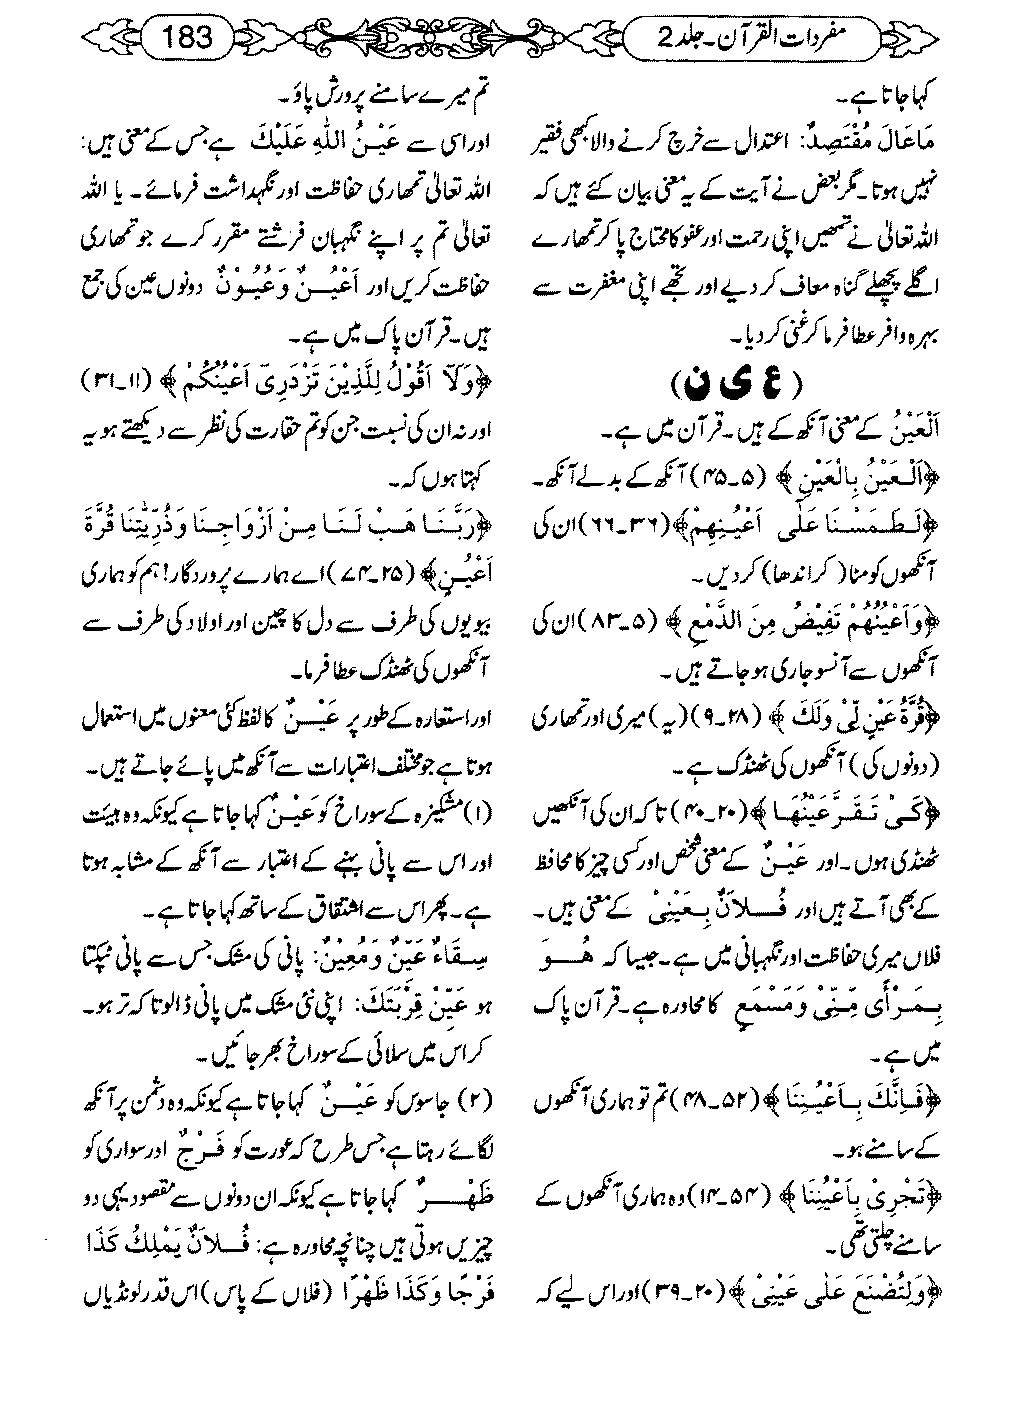 مفردات القرآن۔ جلد 2
183
کہا جاتا ہے۔
مَاعَالَ مُقْتَصِدٌ: اعتدال سے خرچ کرنے والا کبھی فقیر
نہیں ہوتا۔ مگر بعض نے آیت کے یہ معنی بیان کئے ہیں کہ
اللہ تعالیٰ نے تمھیں اپنی رحمت اور عفو کا محتاج پا کر تمھارے
اگلے پچھلے گناہ معاف کر دیے اور تجھے اپنی مغفرت سے
بہرہ وافر عطا فرما کر غنی کر دیا۔
(ع ی ن)
اَلْعَیْنُ کے معنی آنکھ کے ہیں۔ قرآن میں ہے۔
﴿اَلْعَیْنُ بِالْعَیْنِ﴾ (۵۔۴۵) آنکھ کے بدلے آنکھ۔
﴿لَطَمَسْنَا عَلٰٓی اَعْیُنِہِمْ﴾ (۳۶۔۶۶) ان کی
آنکھوں کو مٹا (کر اندھا) کر دیں۔
﴿وَاَعْیُنُہُمْ تَفِیْضُ مِنَ الدَّمْعِ﴾ (۵۔۸۳) ان کی
آنکھوں سے آنسو جاری ہو جاتے ہیں۔
﴿قُرَّۃُ عَیْنٍ لِّیْ وَلَکَ﴾ (۲۸۔۹) (یہ) میری اور تمھاری
(دونوں کی) آنکھوں کی ٹھنڈک ہے۔
﴿کَیْ تَقَرَّ عَیْنُہَا﴾ (۲۰۔۴۰) تاکہ ان کی آنکھیں
ٹھنڈی ہوں۔ اور عَیْنٌ کے معنی شخص اور کسی چیز کا محافظ
کے بھی آتے ہیں اور فُلَانٌ بِعَیْنِیْ کے معنی ہیں۔
فلاں میری حفاظت اور نگہبانی میں ہے۔ جیسا کہ ھُوَ
بِمَرْأًی مِنِّیْ وَمَسْمَعٍ کا محاورہ ہے۔ قرآن پاک
میں ہے۔
﴿فَاِنَّکَ بِاَعْیُنِنَا﴾ (۵۲۔۴۸) تم تو ہماری آنکھوں
کے سامنے ہو۔
﴿تَجْرِیْ بِاَعْیُنِنَا﴾ (۵۴۔۱۴) وہ ہماری آنکھوں کے
سامنے چلتی تھی۔
﴿وَلِتُصْنَعَ عَلٰی عَیْنِیْ﴾ (۲۰۔۳۹) اور اس لیے کہ
تم میرے سامنے پرورش پاؤ۔
اور اسی سے عَیْنُ اللّٰہِ عَلَیْکَ ہے جس کے معنی ہیں:
اللہ تعالیٰ تمھاری حفاظت اور نگہداشت فرمائے۔ یا اللہ
تعالیٰ تم پر اپنے نگہبان فرشتے مقرر کرے جو تمھاری
حفاظت کریں اور اَعْیُنٌ وَعُیُوْنٌ دونوں عین کی جمع
ہیں۔ قرآن پاک میں ہے۔
﴿وَلَآ اَقُوْلُ لِلَّذِیْنَ تَزْدَرِیٓ اَعْیُنُکُمْ﴾ (۱۱۔۳۱)
اور نہ ان کی نسبت جن کو تم حقارت کی نظر سے دیکھتے ہو یہ
کہتا ہوں کہ۔
﴿رَبَّنَا ھَبْ لَنَا مِنْ اَزْوَاجِنَا وَذُرِّیّٰتِنَا قُرَّۃَ
اَعْیُنٍ﴾ (۲۵۔۷۴) اے ہمارے پروردگار! ہم کو ہماری
بیویوں کی طرف سے دل کا چین اور اولاد کی طرف سے
آنکھوں کی ٹھنڈک عطا فرما۔
اور استعارہ کے طور پر عَیْنٌ کا لفظ کئی معنوں میں استعمال
ہوتا ہے جو مختلف اعتبارات سے آنکھ میں پائے جاتے ہیں۔
(۱) مشکیزہ کے سوراخ کو عَیْنٌ کہا جاتا ہے کیونکہ وہ ہیئت
اور اس سے پانی بہنے کے اعتبار سے آنکھ کے مشابہ ہوتا
ہے۔ پھر اس سے اشتقاق کے ساتھ کہا جاتا ہے۔
سِقَاءٌ عَیِّنٌ وَمُعِیْنٌ: پانی کی مشک جس سے پانی ٹپکتا
ہو عَیِّنْ قِرْبَتَکَ: اپنی نئی مشک میں پانی ڈالو تاکہ تر ہو۔
کر اس میں سلائی کے سوراخ بھر جائیں۔
(۲) جاسوس کو عَیْنٌ کہا جاتا ہے کیونکہ وہ دشمن پر آنکھ
لگائے رہتا ہے جس طرح کہ عورت کو فَرْجٌ اور سواری کو
ظَھْرٌ کہا جاتا ہے کیونکہ ان دونوں سے مقصود یہی دو
چیزیں ہوتی ہیں چنانچہ محاورہ ہے: فُلَانٌ یَمْلِکُ کَذَا
فَرْجًا وَکَذَا ظَھْرًا (فلاں کے پاس) اس قدر لونڈیاں